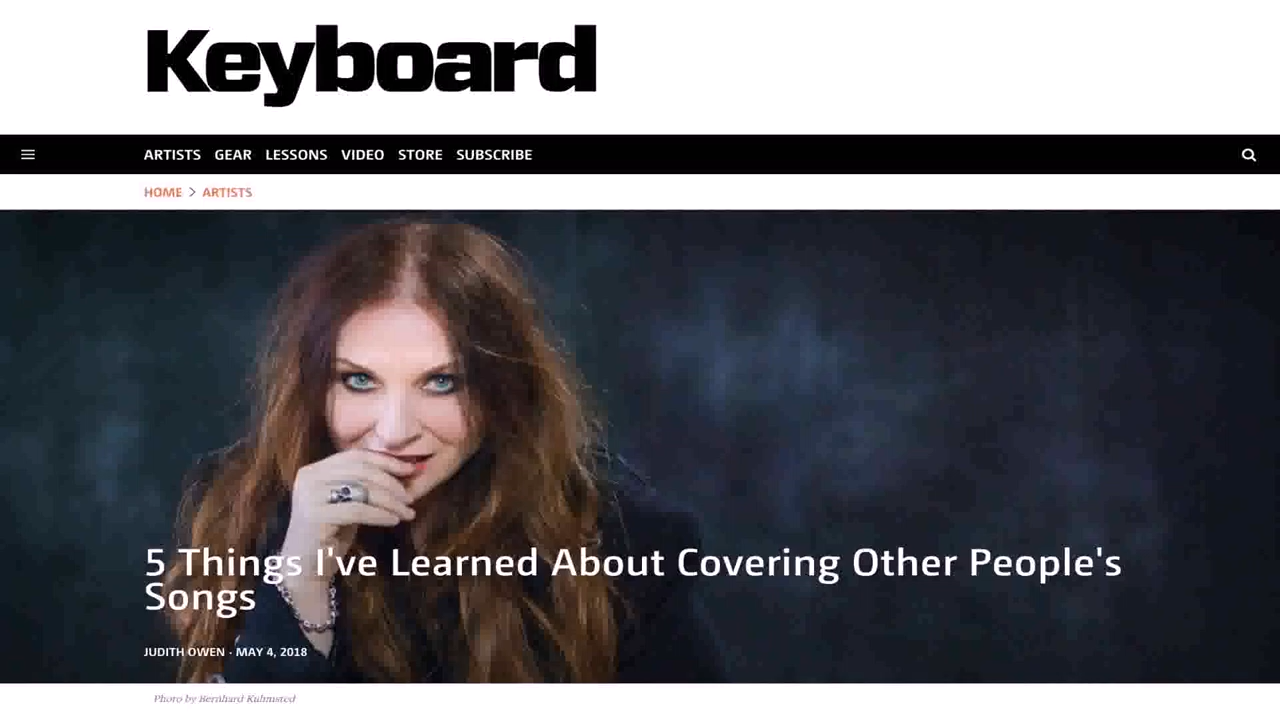 Keyboard
ARTISTS GEAR LESSONS VIDEO STORE SUBSCRIBE
HOME > ARTISTS
5 Things I've Learned About Covering Other People's
Songs
JUDITH OWEN - MAY 4, 2018
Photo by Bernhard Kuhmsted